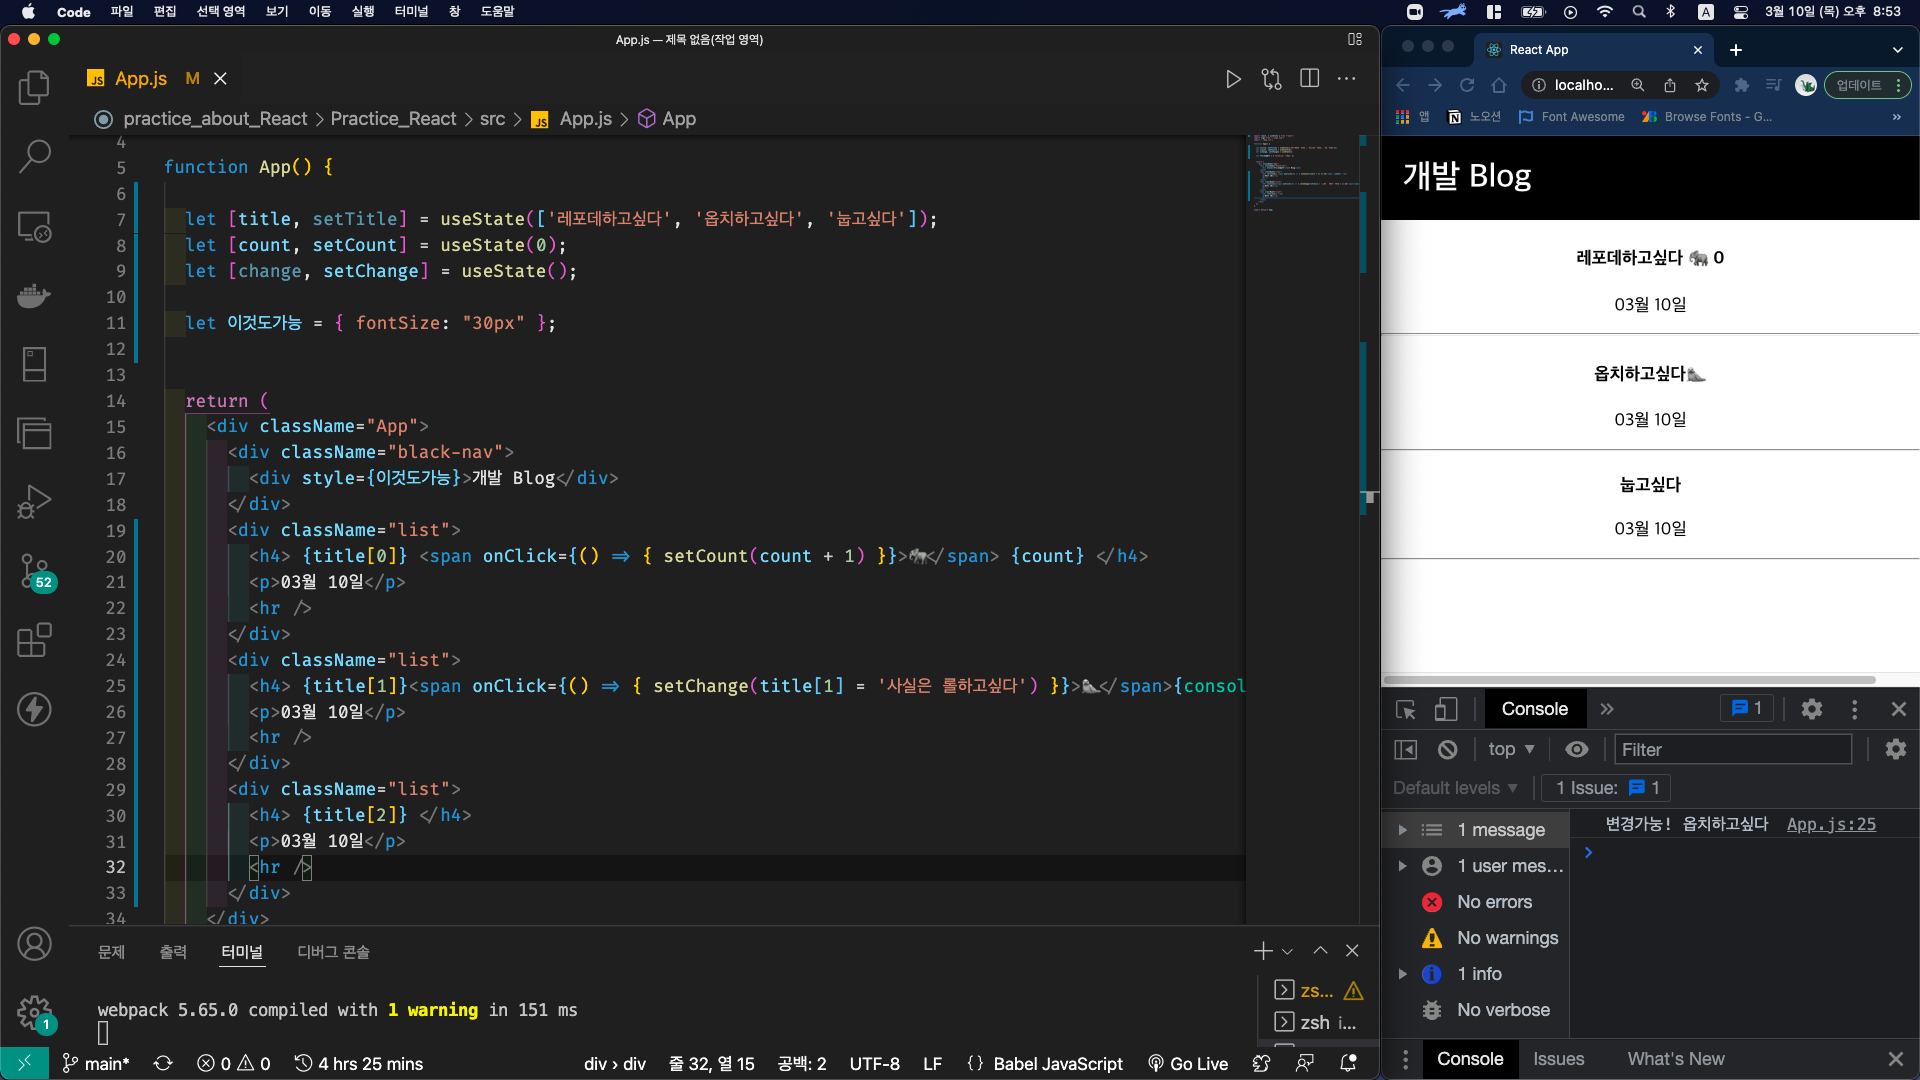 Code 파일 편집 선택 영역 보기 이동 실행 터미널 창 도움말
A 3월 10일 (목) 오후 8:53
App.js — 제목 없음(작업 영역)
JS App.js M
practice_about_React > Practice_React > src > JS App.js > App
4
5 function App() {
6
7 let [title, setTitle] = useState(['레포데하고싶다', '옵치하고싶다', '눕고싶다']);
8 let [count, setCount] = useState(0);
9 let [change, setChange] = useState();
10
11 let 이것도가능 = { fontSize: "30px" };
12
13
14 return (
15 <div className="App">
16 <div className="black-nav">
17 <div style={이것도가능}>개발 Blog</div>
18 </div>
19 <div className="list">
20 <h4> {title[0]} <span onClick={() => { setCount(count + 1) }}>🐘</span> {count} </h4>
21 <p>03월 10일</p>
22 <hr />
23 </div>
24 <div className="list">
25 <h4> {title[1]}<span onClick={() => { setChange(title[1] = '사실은 롤하고싶다') }}>🦭</span>{consol
26 <p>03월 10일</p>
27 <hr />
28 </div>
29 <div className="list">
30 <h4> {title[2]} </h4>
31 <p>03월 10일</p>
32 <hr />
33 </div>
34 </div>
문제 출력 터미널 디버그 콘솔
webpack 5.65.0 compiled with 1 warning in 151 ms
zs...
zsh i...
52
1
main* 0 0 4 hrs 25 mins div › div 줄 32, 열 15 공백: 2 UTF-8 LF {} Babel JavaScript Go Live
React App
localho... 업데이트
앱 노오션 Font Awesome Browse Fonts - G... »
개발 Blog
레포데하고싶다 🐘 0
03월 10일
옵치하고싶다🦭
03월 10일
눕고싶다
03월 10일
Console » 1
top Filter
Default levels 1 Issue: 1
1 message
1 user mes...
No errors
No warnings
1 info
No verbose
변경가능! 옵치하고싶다 App.js:25
Console Issues What's New